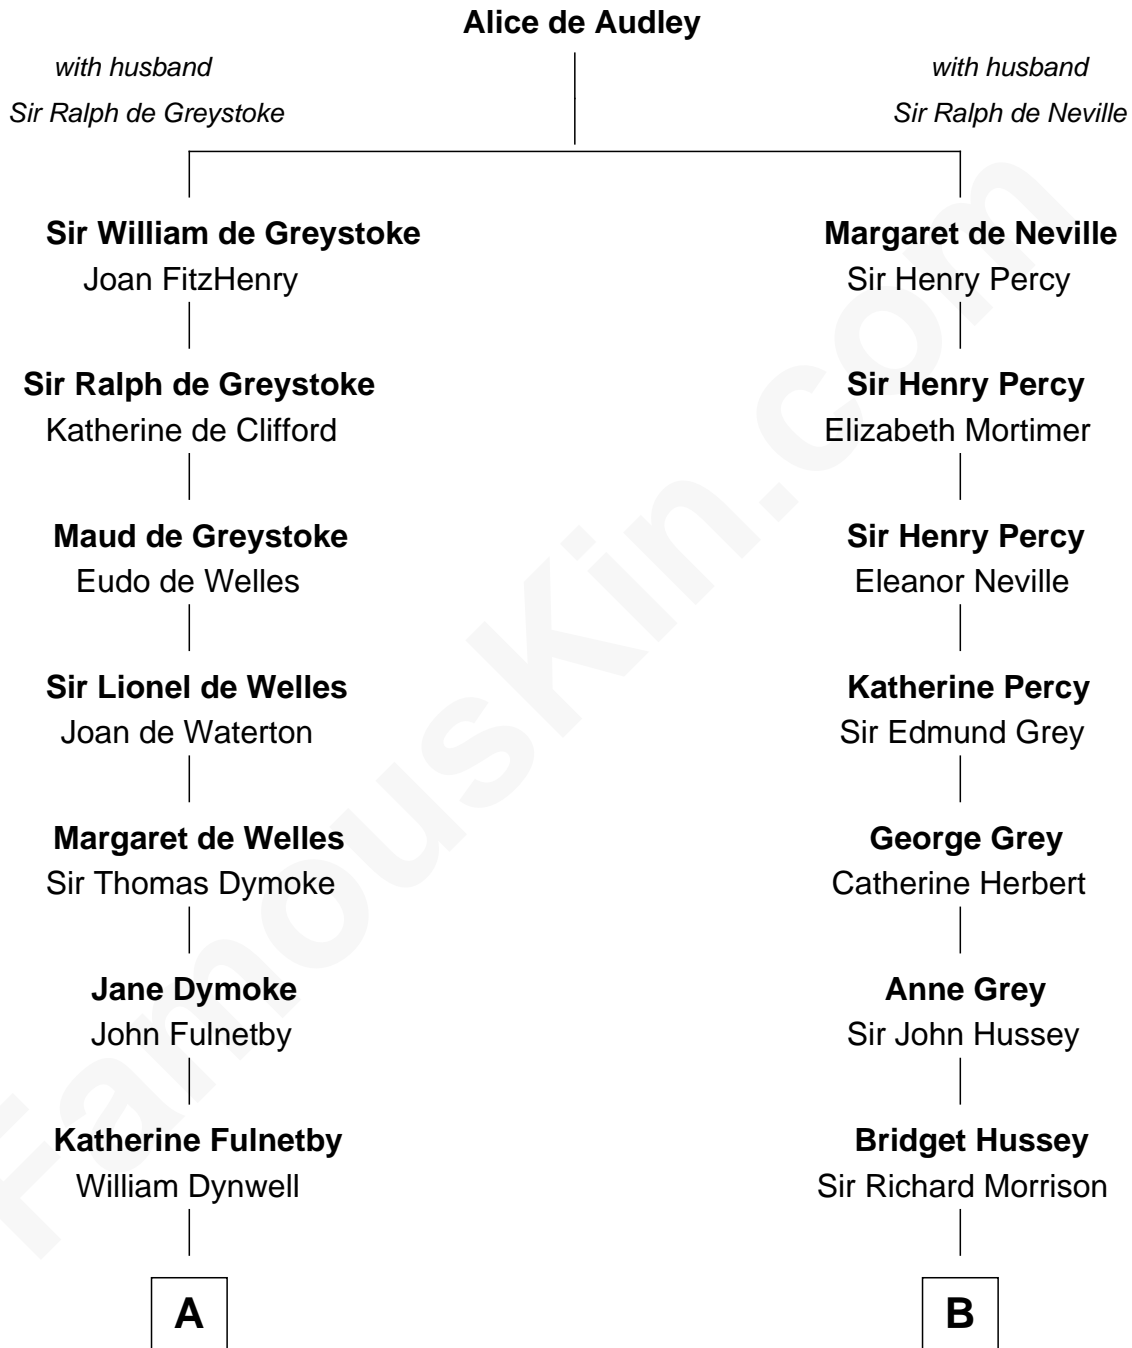 Alice de Audley
with husband
Sir Ralph de Greystoke
with husband
Sir Ralph de Neville
Sir William de Greystoke
Joan FitzHenry
Margaret de Neville
Sir Henry Percy
Sir Ralph de Greystoke
Katherine de Clifford
Sir Henry Percy
Elizabeth Mortimer
Maud de Greystoke
Eudo de Welles
Sir Henry Percy
Eleanor Neville
Sir Lionel de Welles
Joan de Waterton
Katherine Percy
Sir Edmund Grey
Margaret de Welles
Sir Thomas Dymoke
George Grey
Catherine Herbert
Jane Dymoke
John Fulnetby
Anne Grey
Sir John Hussey
Katherine Fulnetby
William Dynwell
Bridget Hussey
Sir Richard Morrison
A
B
FamousKin.com